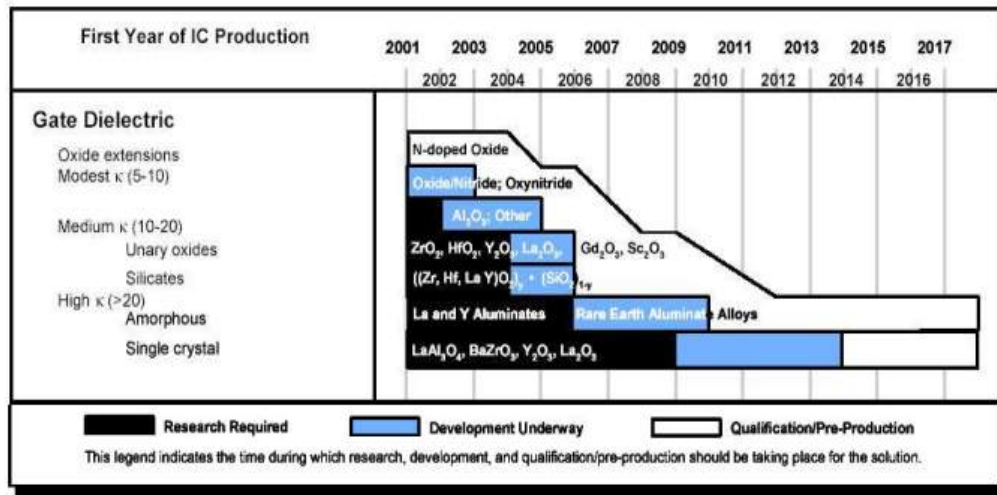 First Year of IC Production
2001 2003 2005 2007 2009 2011 2013 2015 2017
2002 2004 2006 2008 2010 2012 2014 2016
Gate Dielectric
Oxide extensions
N-doped Oxide
Modest κ (5-10)
Oxide/Nitride; Oxynitride
Al₂O₃; Other
Medium κ (10-20)
Unary oxides
ZrO₂, HfO₂, Y₂O₃, La₂O₃, Gd₂O₃, Sc₂O₃
Silicates
((Zr, Hf, La Y)O₂)ᵧ + (SiO₂)₁₋ᵧ
High κ (>20)
Amorphous
La and Y Aluminates Rare Earth Aluminate Alloys
Single crystal
LaAl₃O₄, BaZrO₃, Y₂O₃, La₂O₃
Research Required Development Underway Qualification/Pre-Production
This legend indicates the time during which research, development, and qualification/pre-production should be taking place for the solution.